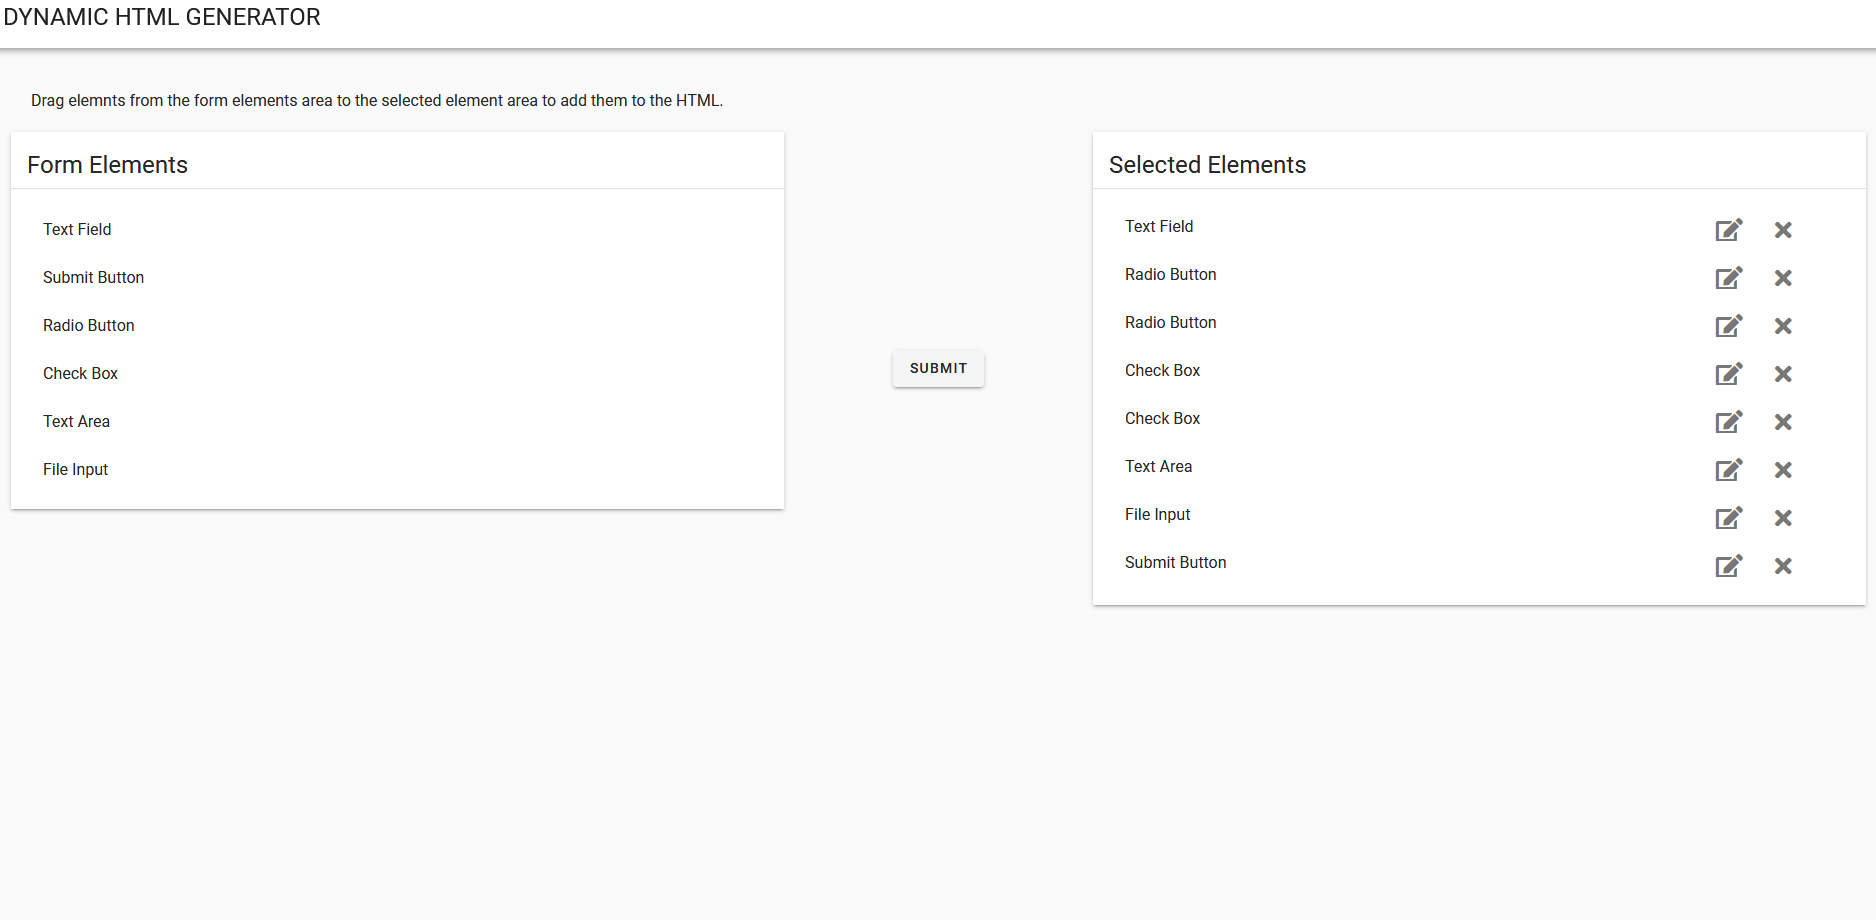 DYNAMIC HTML GENERATOR
Drag elemnts from the form elements area to the selected element area to add them to the HTML.
Form Elements
Text Field
Submit Button
Radio Button
Check Box
Text Area
File Input
SUBMIT
Selected Elements
Text Field
Radio Button
Radio Button
Check Box
Check Box
Text Area
File Input
Submit Button